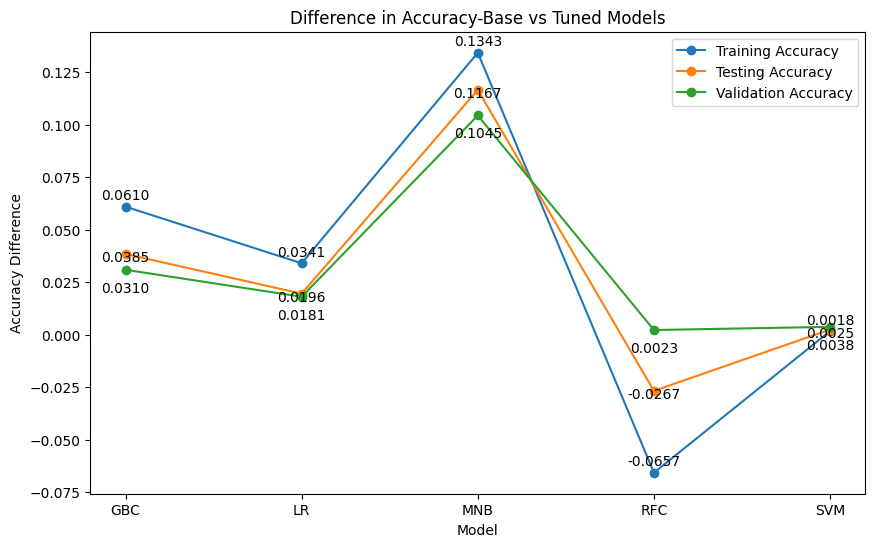 Difference in Accuracy-Base vs Tuned Models
Training Accuracy
Testing Accuracy
Validation Accuracy
Accuracy Difference
0.125
0.100
0.075
0.050
0.025
0.000
−0.025
−0.050
−0.075
0.0610
0.0385
0.0310
0.0341
0.0196
0.0181
0.1343
0.1167
0.1045
0.0023
-0.0267
-0.0657
0.0018
0.0025
0.0038
GBC
LR
MNB
RFC
SVM
Model